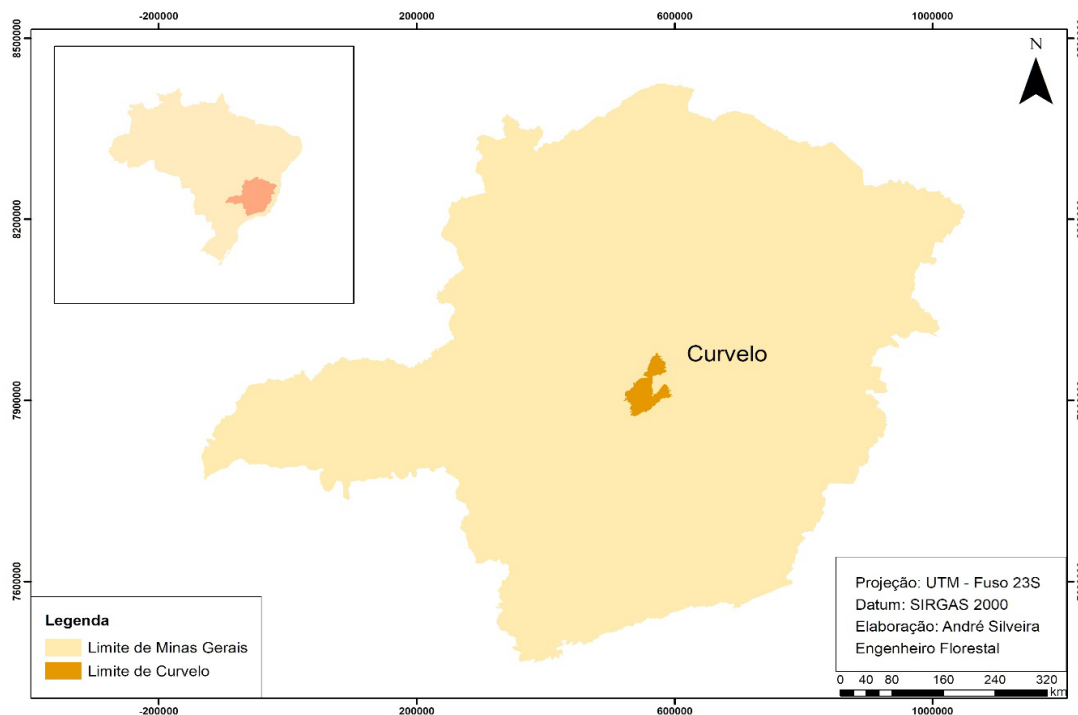 -200000 200000 600000 1000000
8500000
N
8200000
Curvelo
7900000
7600000
Projeção: UTM - Fuso 23S
Datum: SIRGAS 2000
Elaboração: André Silveira
Engenheiro Florestal
Legenda
Limite de Minas Gerais
Limite de Curvelo
0 40 80 160 240 320
km
-200000 200000 600000 1000000